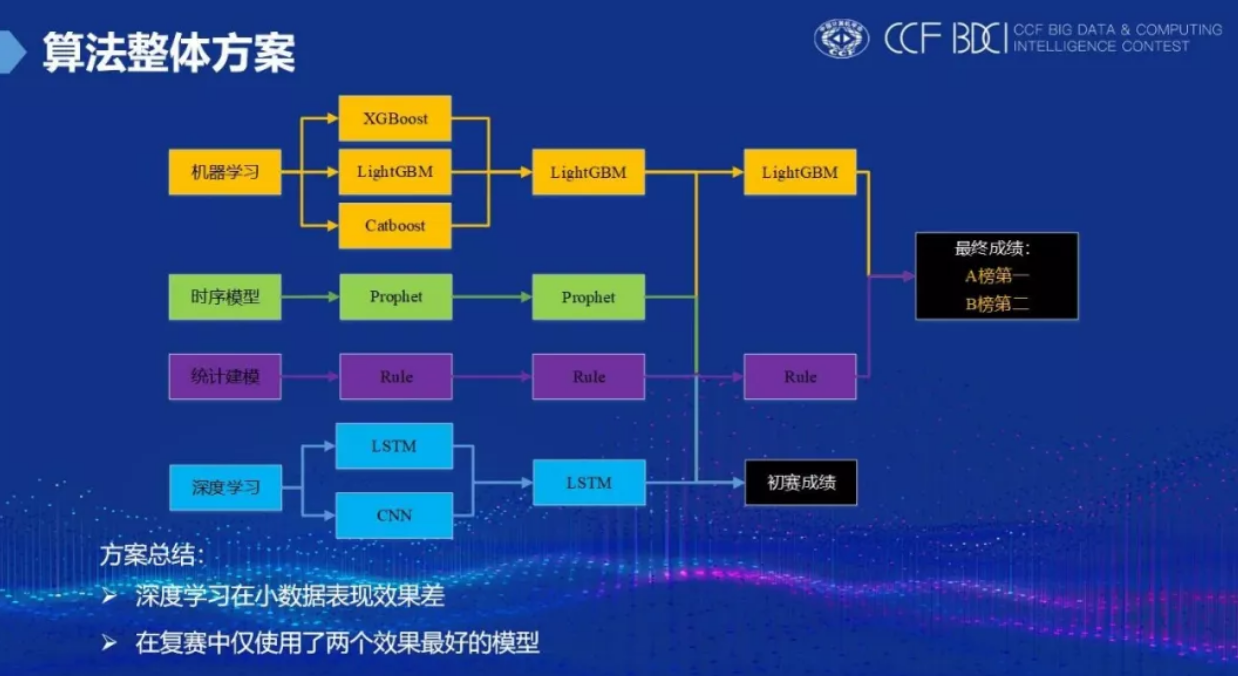 算法整体方案
CCF BDCI
CCF BIG DATA & COMPUTING
INTELLIGENCE CONTEST
XGBoost
机器学习
LightGBM
LightGBM
LightGBM
Catboost
最终成绩：
A榜第一
B榜第二
时序模型
Prophet
Prophet
统计建模
Rule
Rule
Rule
LSTM
深度学习
LSTM
初赛成绩
CNN
方案总结：
➢ 深度学习在小数据表现效果差
➢ 在复赛中仅使用了两个效果最好的模型